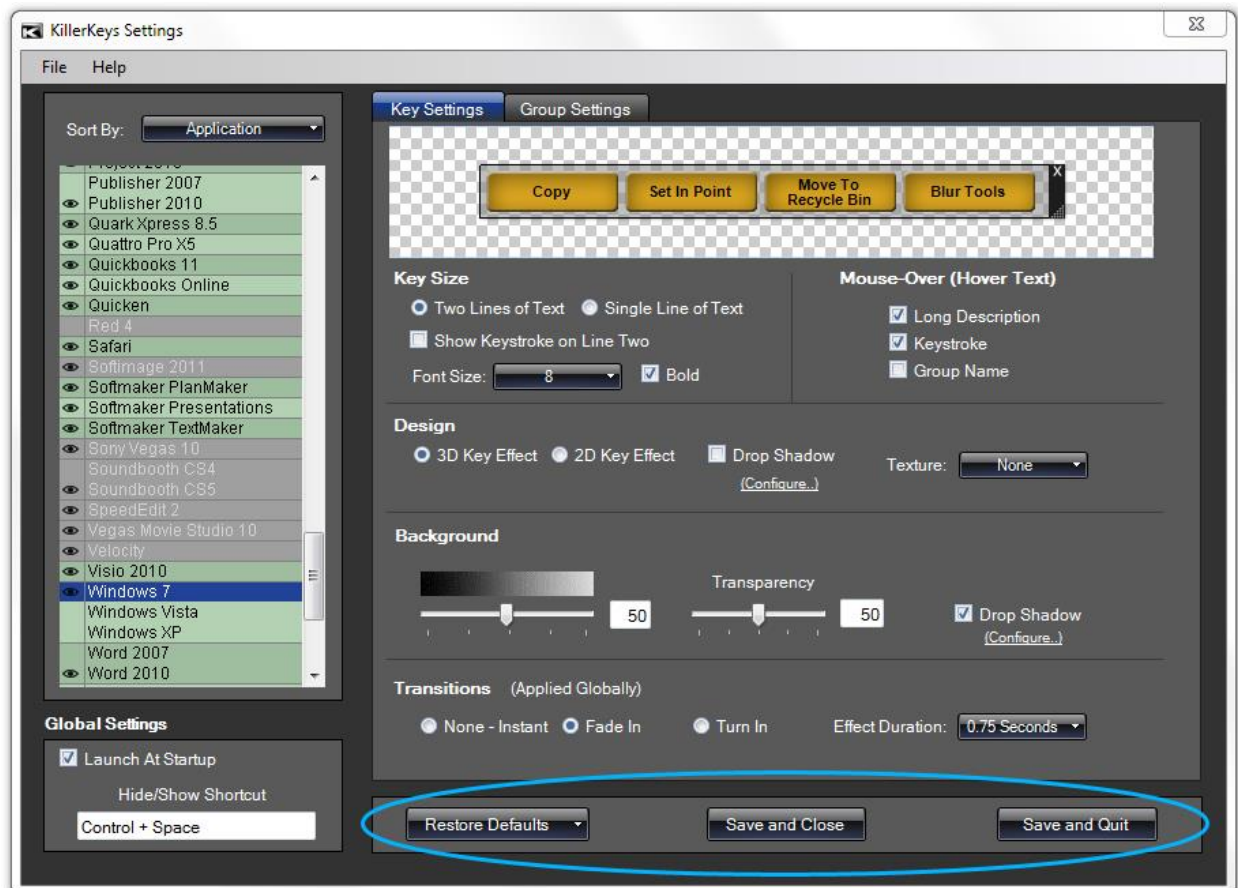 KillerKeys Settings
File Help
Sort By: Application
Project 2010
Publisher 2007
Publisher 2010
Quark Xpress 8.5
Quattro Pro X5
Quickbooks 11
Quickbooks Online
Quicken
Red 4
Safari
Softimage 2011
Softmaker PlanMaker
Softmaker Presentations
Softmaker TextMaker
Sony Vegas 10
Soundbooth CS4
Soundbooth CS5
SpeedEdit 2
Vegas Movie Studio 10
Velocity
Visio 2010
Windows 7
Windows Vista
Windows XP
Word 2007
Word 2010
Global Settings
Launch At Startup
Hide/Show Shortcut
Control + Space
Key Settings Group Settings
Copy Set In Point Move To Recycle Bin Blur Tools X
Key Size
Two Lines of Text Single Line of Text
Show Keystroke on Line Two
Font Size: 8 Bold
Mouse-Over (Hover Text)
Long Description
Keystroke
Group Name
Design
3D Key Effect 2D Key Effect Drop Shadow Texture: None
(Configure..)
Background
Transparency
50 50 Drop Shadow
(Configure..)
Transitions (Applied Globally)
None - Instant Fade In Turn In Effect Duration: 0.75 Seconds
Restore Defaults Save and Close Save and Quit